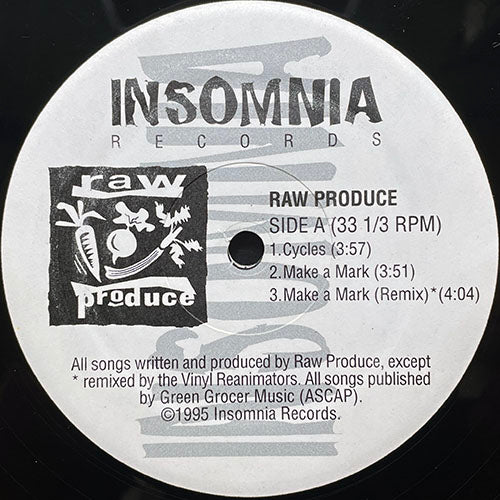 INSOMNIA
RECORDS
raw
produce
RAW PRODUCE
SIDE A (33 1/3 RPM)
1.Cycles (3:57)
2.Make a Mark (3:51)
3.Make a Mark (Remix)*(4:04)
All songs written and produced by Raw Produce, except
* remixed by the Vinyl Reanimators. All songs published
by Green Grocer Music (ASCAP).
©1995 Insomnia Records.
INSOMNIA